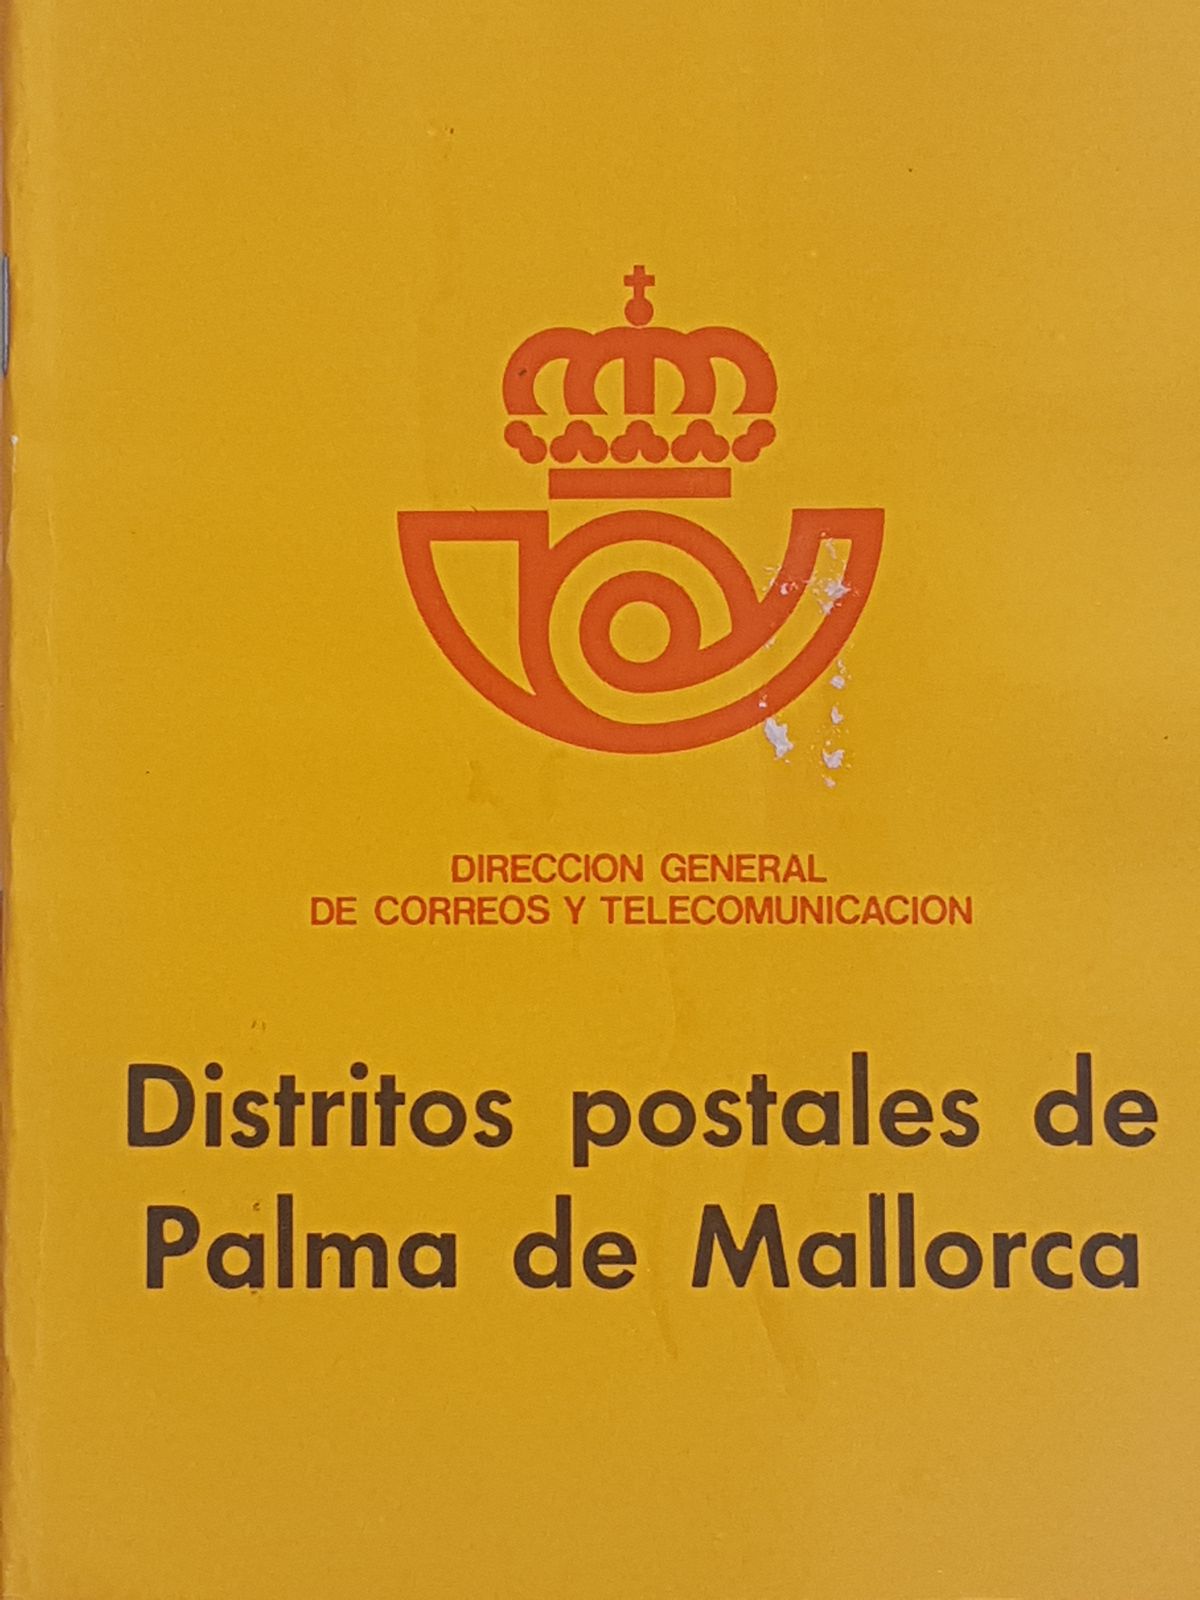 DIRECCION GENERAL
DE CORREOS Y TELECOMUNICACION
Distritos postales de
Palma de Mallorca